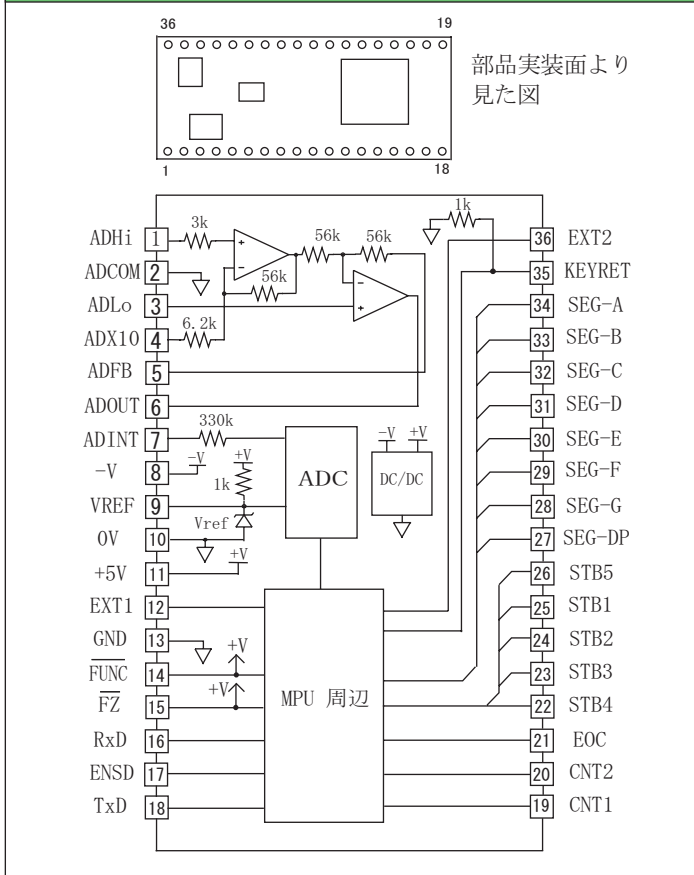 36 19
部品実装面より
見た図
1 18
1k
ADHi 1 3k 56k 56k 36 EXT2
ADCOM 2 35 KEYRET
56k
ADLo 3 34 SEG-A
ADX10 4 6.2k 33 SEG-B
ADFB 5 32 SEG-C
ADOUT 6 31 SEG-D
ADINT 7 330k 30 SEG-E
-V 8 -V +V ADC -V +V DC/DC 29 SEG-F
1k
VREF 9 Vref 28 SEG-G
0V 10 27 SEG-DP
+5V 11 +V 26 STB5
EXT1 12 25 STB1
GND 13 24 STB2
FUNC 14 +V 23 STB3
FZ 15 +V MPU 周辺 22 STB4
RxD 16 21 EOC
ENSD 17 20 CNT2
TxD 18 19 CNT1